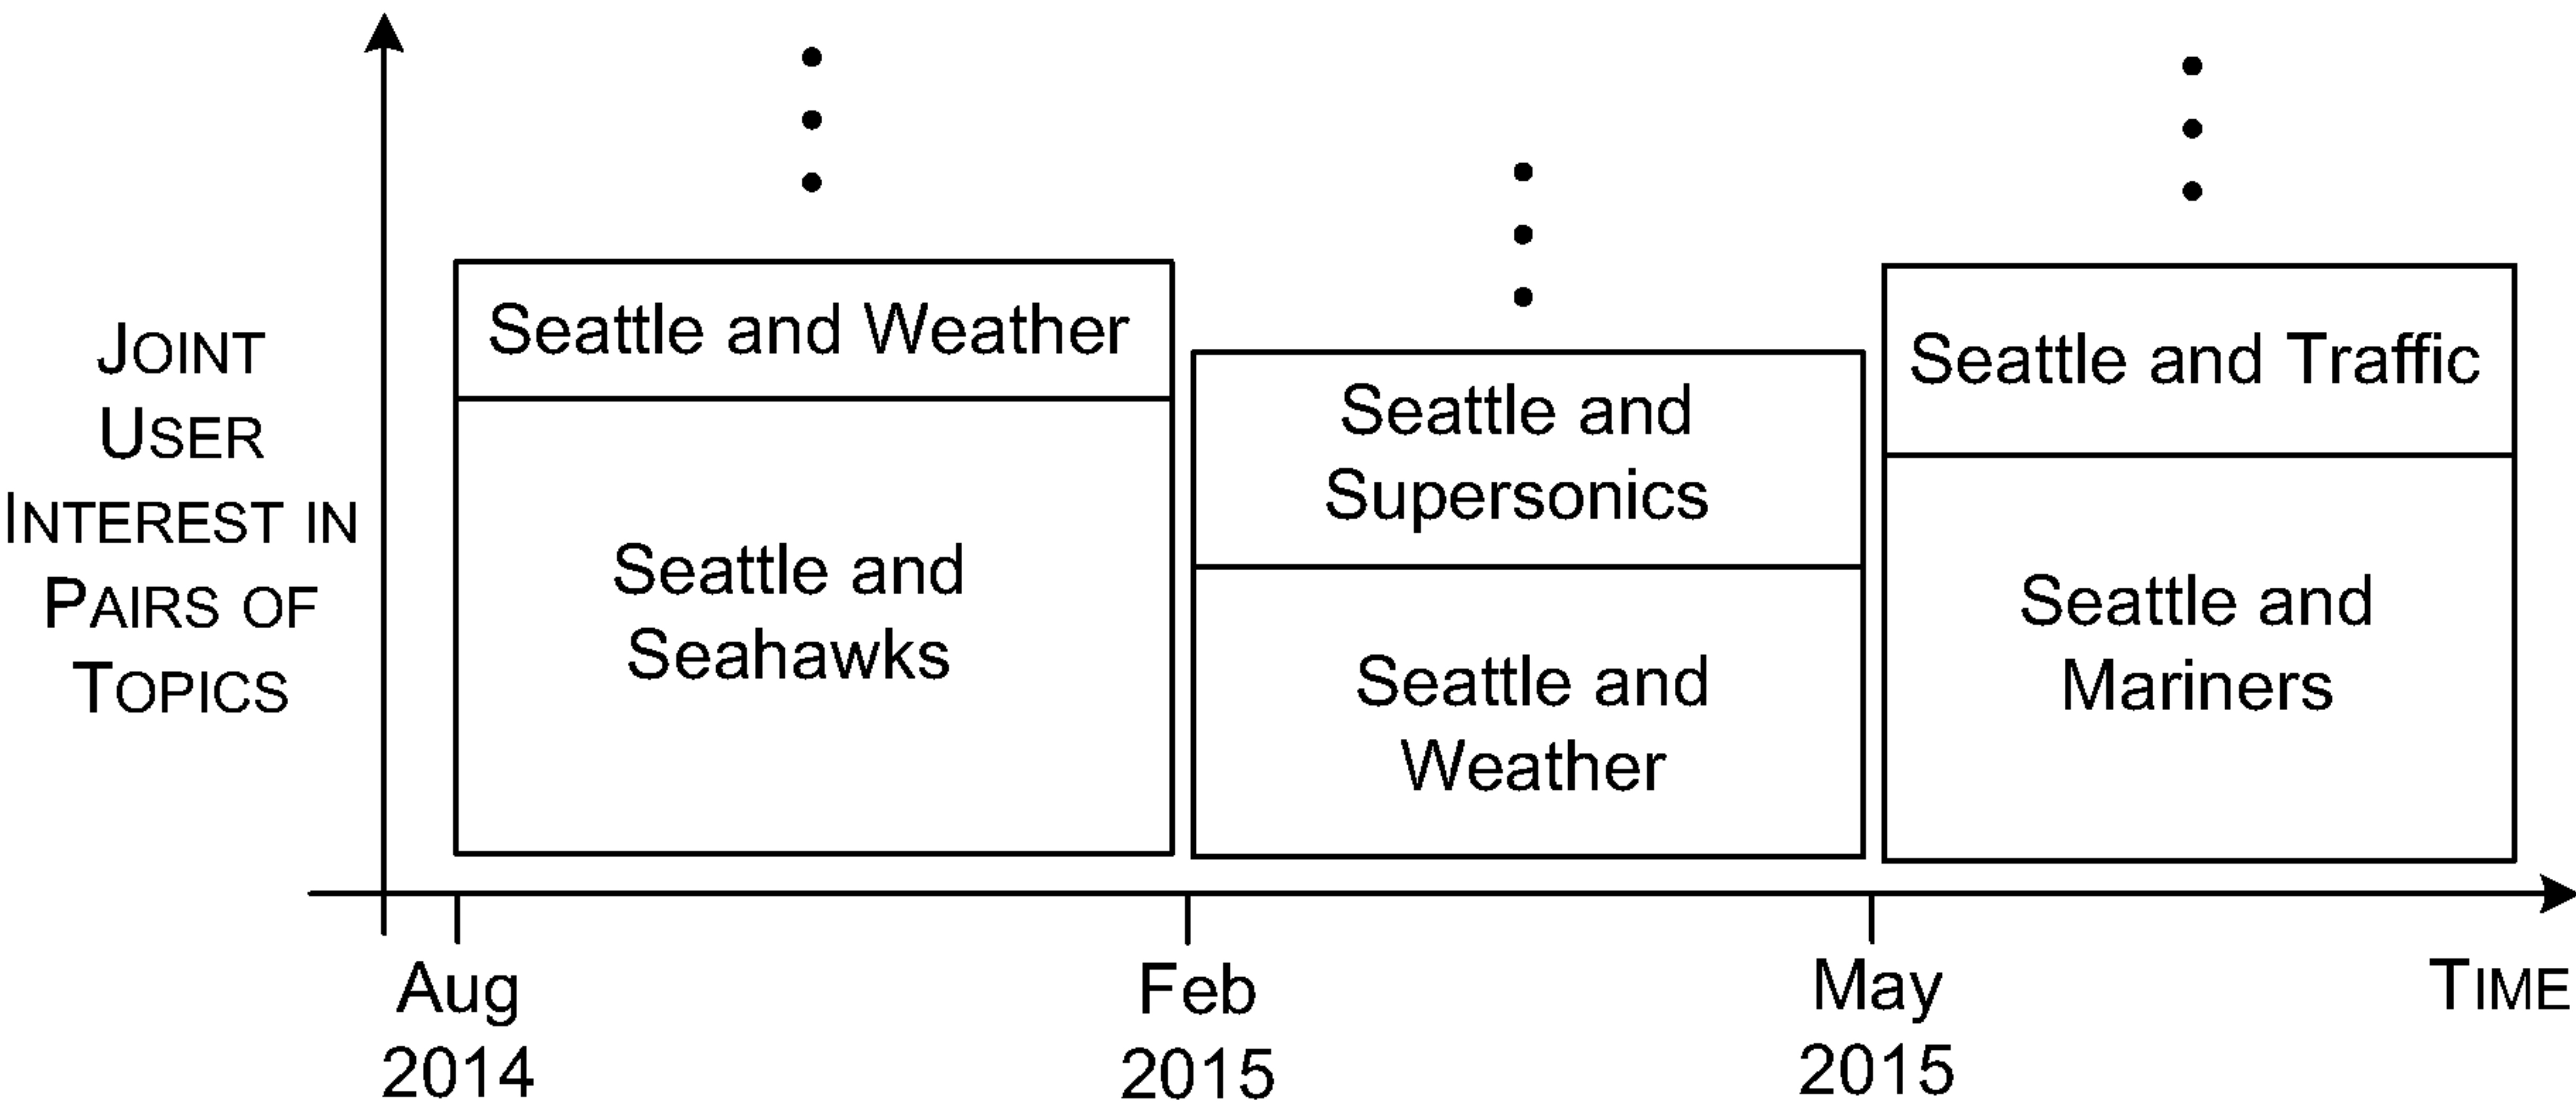 JOINT
USER
INTEREST IN
PAIRS OF
TOPICS
Seattle and Weather
Seattle and
Seahawks
Seattle and
Supersonics
Seattle and
Weather
Seattle and Traffic
Seattle and
Mariners
Aug
2014
Feb
2015
May
2015
TIME